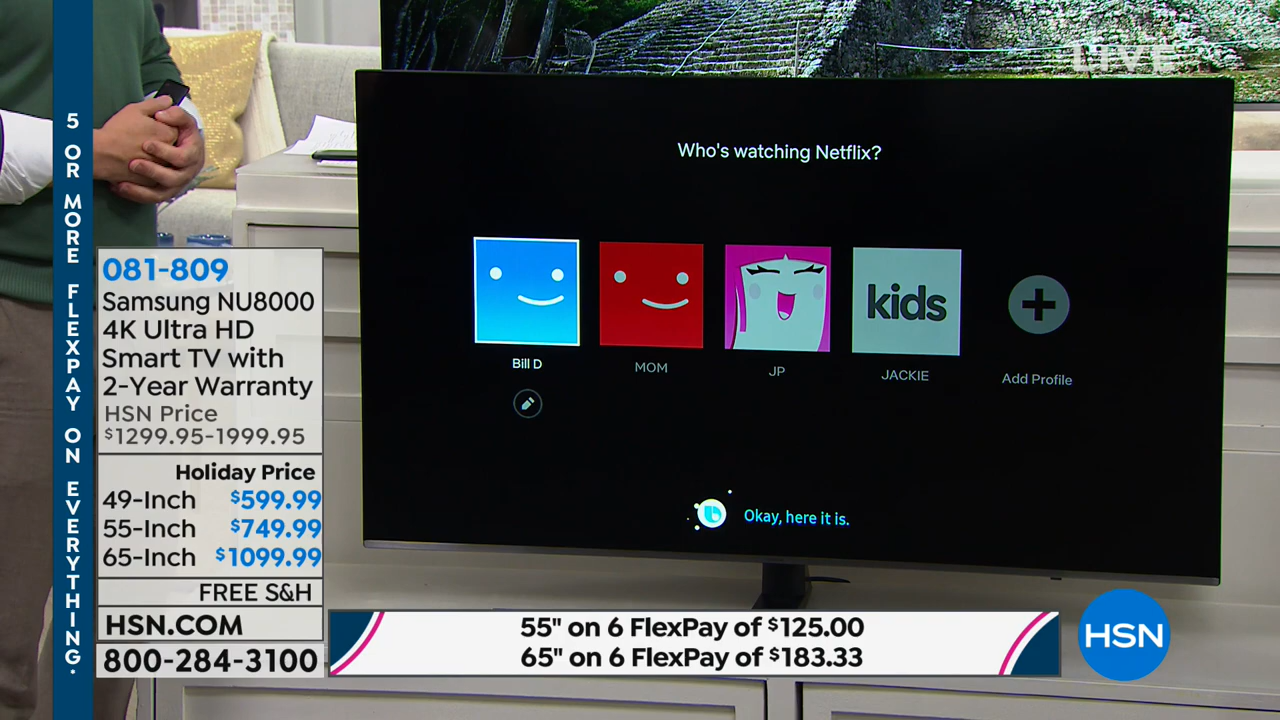 LIVE
5 OR MORE FLEXPAY ON EVERYTHING.
Who's watching Netflix?
kids
Bill D
MOM
JP
JACKIE
Add Profile
Okay, here it is.
081-809
Samsung NU8000
4K Ultra HD
Smart TV with
2-Year Warranty
HSN Price
$1299.95-1999.95
Holiday Price
49-Inch $599.99
55-Inch $749.99
65-Inch $1099.99
FREE S&H
HSN.COM
800-284-3100
55" on 6 FlexPay of $125.00
65" on 6 FlexPay of $183.33
HSN